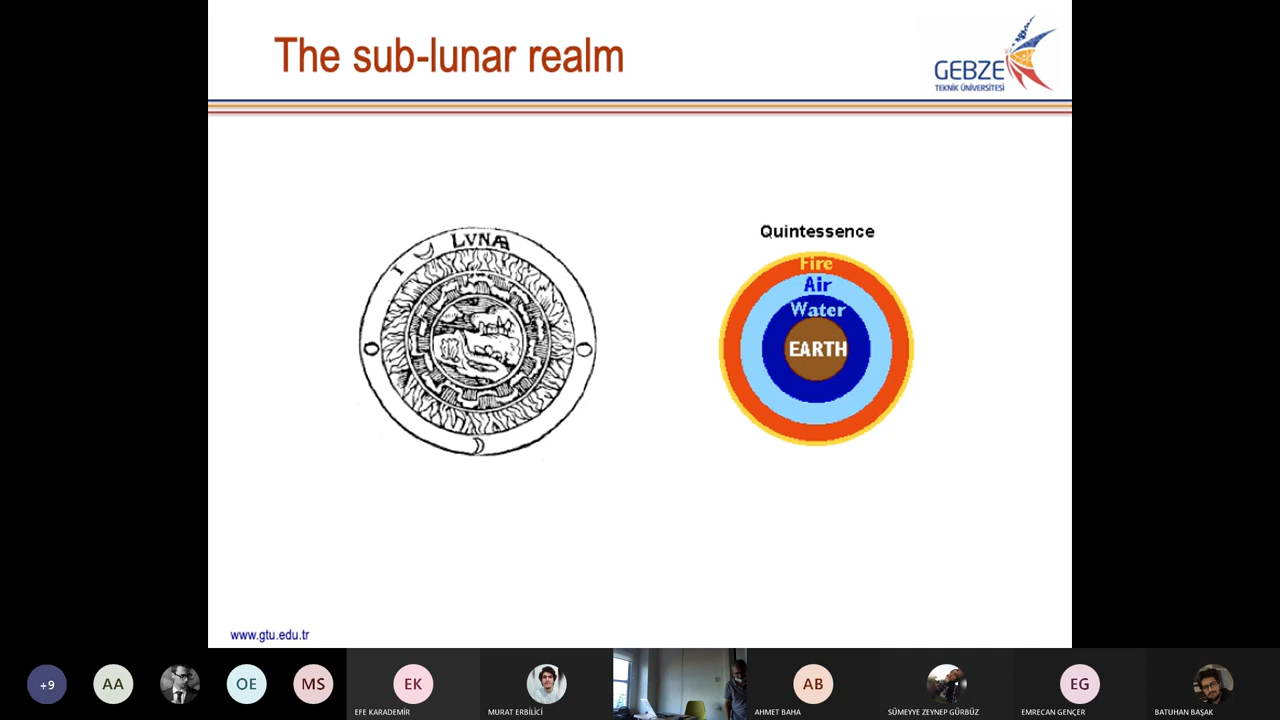 The sub-lunar realm
GEBZE
TEKNİK ÜNİVERSİTESİ
LVNÆ
Quintessence
Fire
Air
Water
EARTH
www.gtu.edu.tr
+9
AA
OE
MS
EK
AB
EG
EFE KARADEMİR
MURAT ERBİLİCİ
AHMET BAHA
SÜMEYYE ZEYNEP GÜRBÜZ
EMRECAN GENÇER
BATUHAN BAŞAK